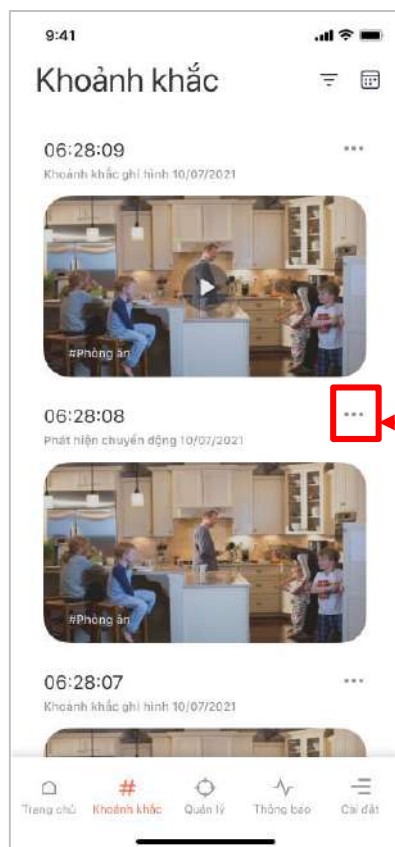 9:41
Khoảnh khắc
06:28:09
Khoảnh khắc ghi hình 10/07/2021
#Phòng ăn
06:28:08
Phát hiện chuyển động 10/07/2021
#Phòng ăn
06:28:07
Khoảnh khắc ghi hình 10/07/2021
Trang chủ Khoảnh khắc Quản lý Thông báo Cài đặt